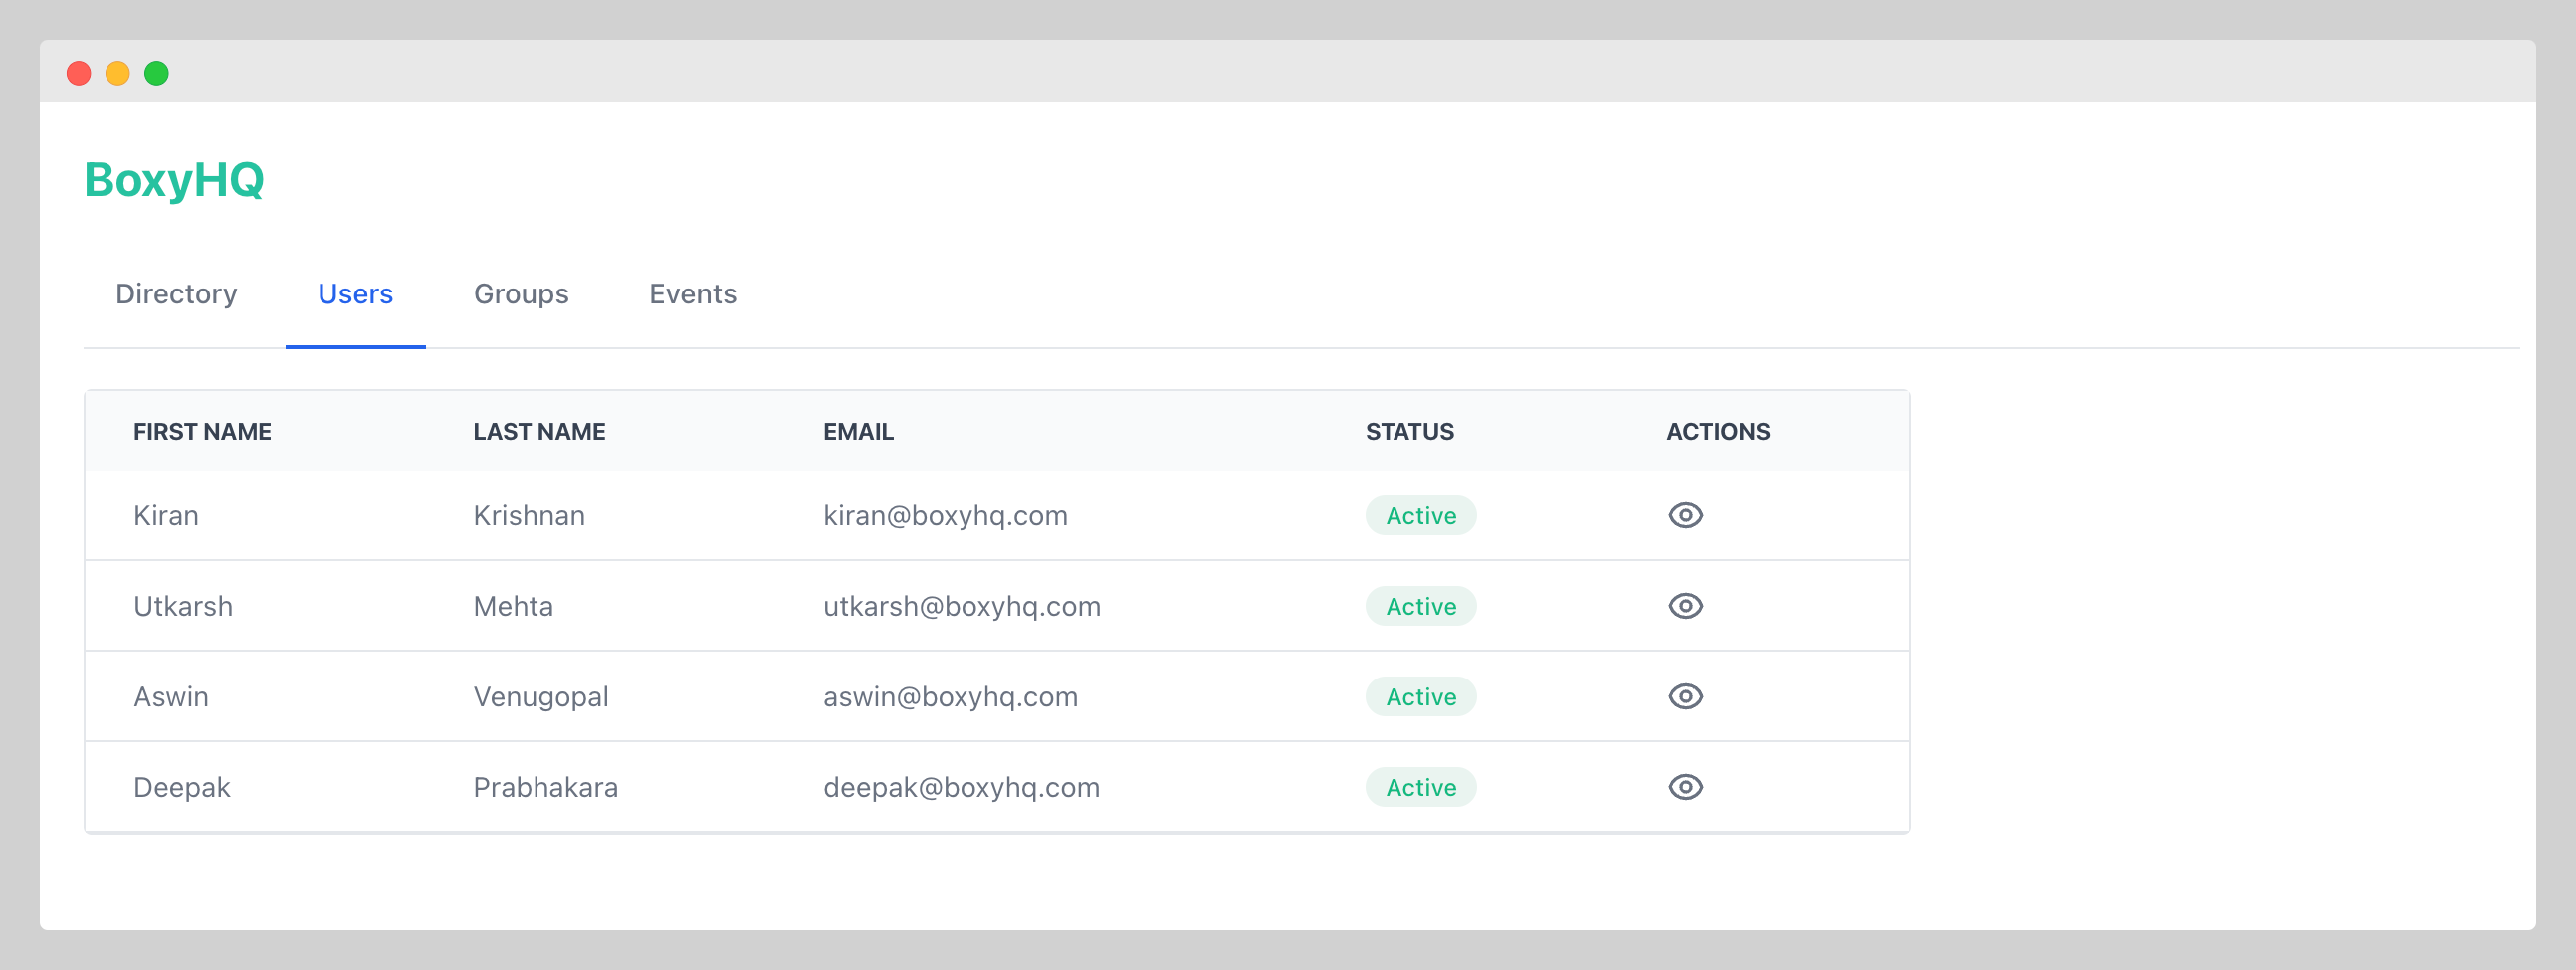 BoxyHQ
Directory Users Groups Events
FIRST NAME LAST NAME EMAIL STATUS ACTIONS
Kiran Krishnan kiran@boxyhq.com Active
Utkarsh Mehta utkarsh@boxyhq.com Active
Aswin Venugopal aswin@boxyhq.com Active
Deepak Prabhakara deepak@boxyhq.com Active